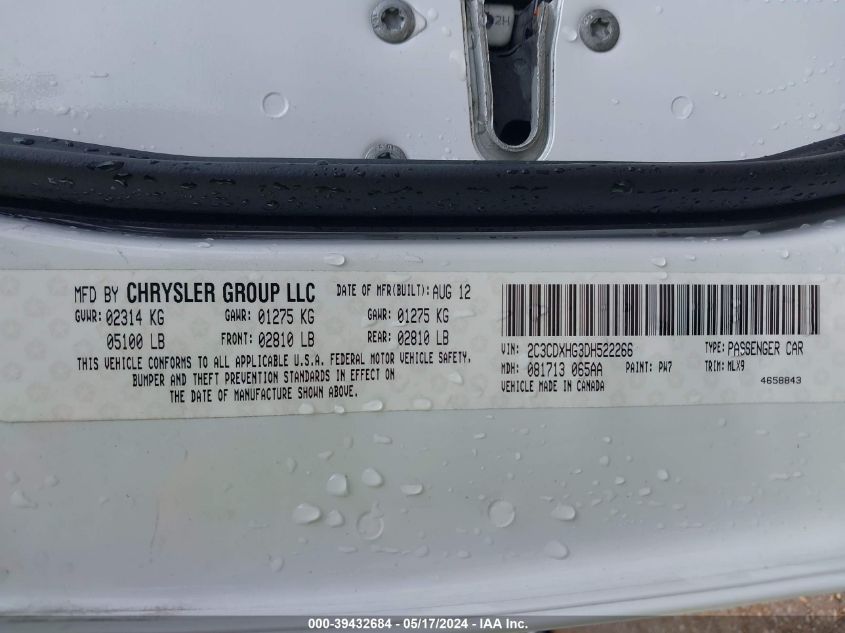 2H
MFD BY CHRYSLER GROUP LLC DATE OF MFR(BUILT): AUG 12
GVWR: 02314 KG GAWR: 01275 KG GAWR: 01275 KG
05100 LB FRONT: 02810 LB REAR: 02810 LB
THIS VEHICLE CONFORMS TO ALL APPLICABLE U.S.A. FEDERAL MOTOR VEHICLE SAFETY,
BUMPER AND THEFT PREVENTION STANDARDS IN EFFECT ON
THE DATE OF MANUFACTURE SHOWN ABOVE.
VIN: 2C3CDXHG3DH522266 TYPE: PASSENGER CAR
MDH: 081713 065AA PAINT: PW7 TRIM: MLX9
VEHICLE MADE IN CANADA
4658843
000-39432684 — 05/17/2024 — IAA Inc.